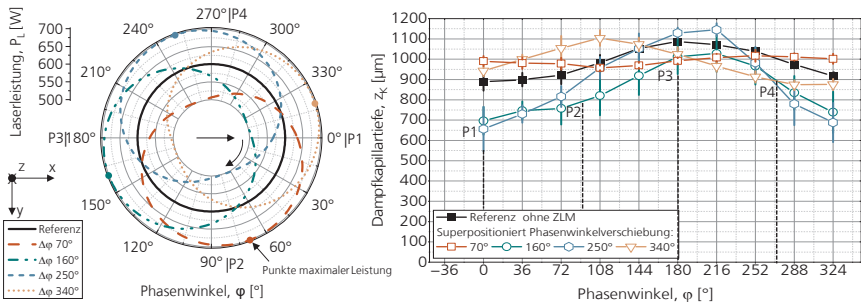 Laserleistung, P_L [W]
700
650
600
550
500
270°|P4
240°
300°
210°
330°
P3|180°
0°|P1
150°
30°
120°
60°
90°|P2
z
x
y
Referenz
Δφ 70°
Δφ 160°
Δφ 250°
Δφ 340°
Punkte maximaler Leistung
Phasenwinkel, φ [°]
Dampfkapillartiefe, z_K [µm]
1200
1100
1000
900
800
700
600
500
400
300
200
100
0
P1
P2
P3
P4
Referenz ohne ZLM
Superpositioniert Phasenwinkelverschiebung:
70° 160° 250° 340°
−36 0 36 72 108 144 180 216 252 288 324
Phasenwinkel, φ [°]